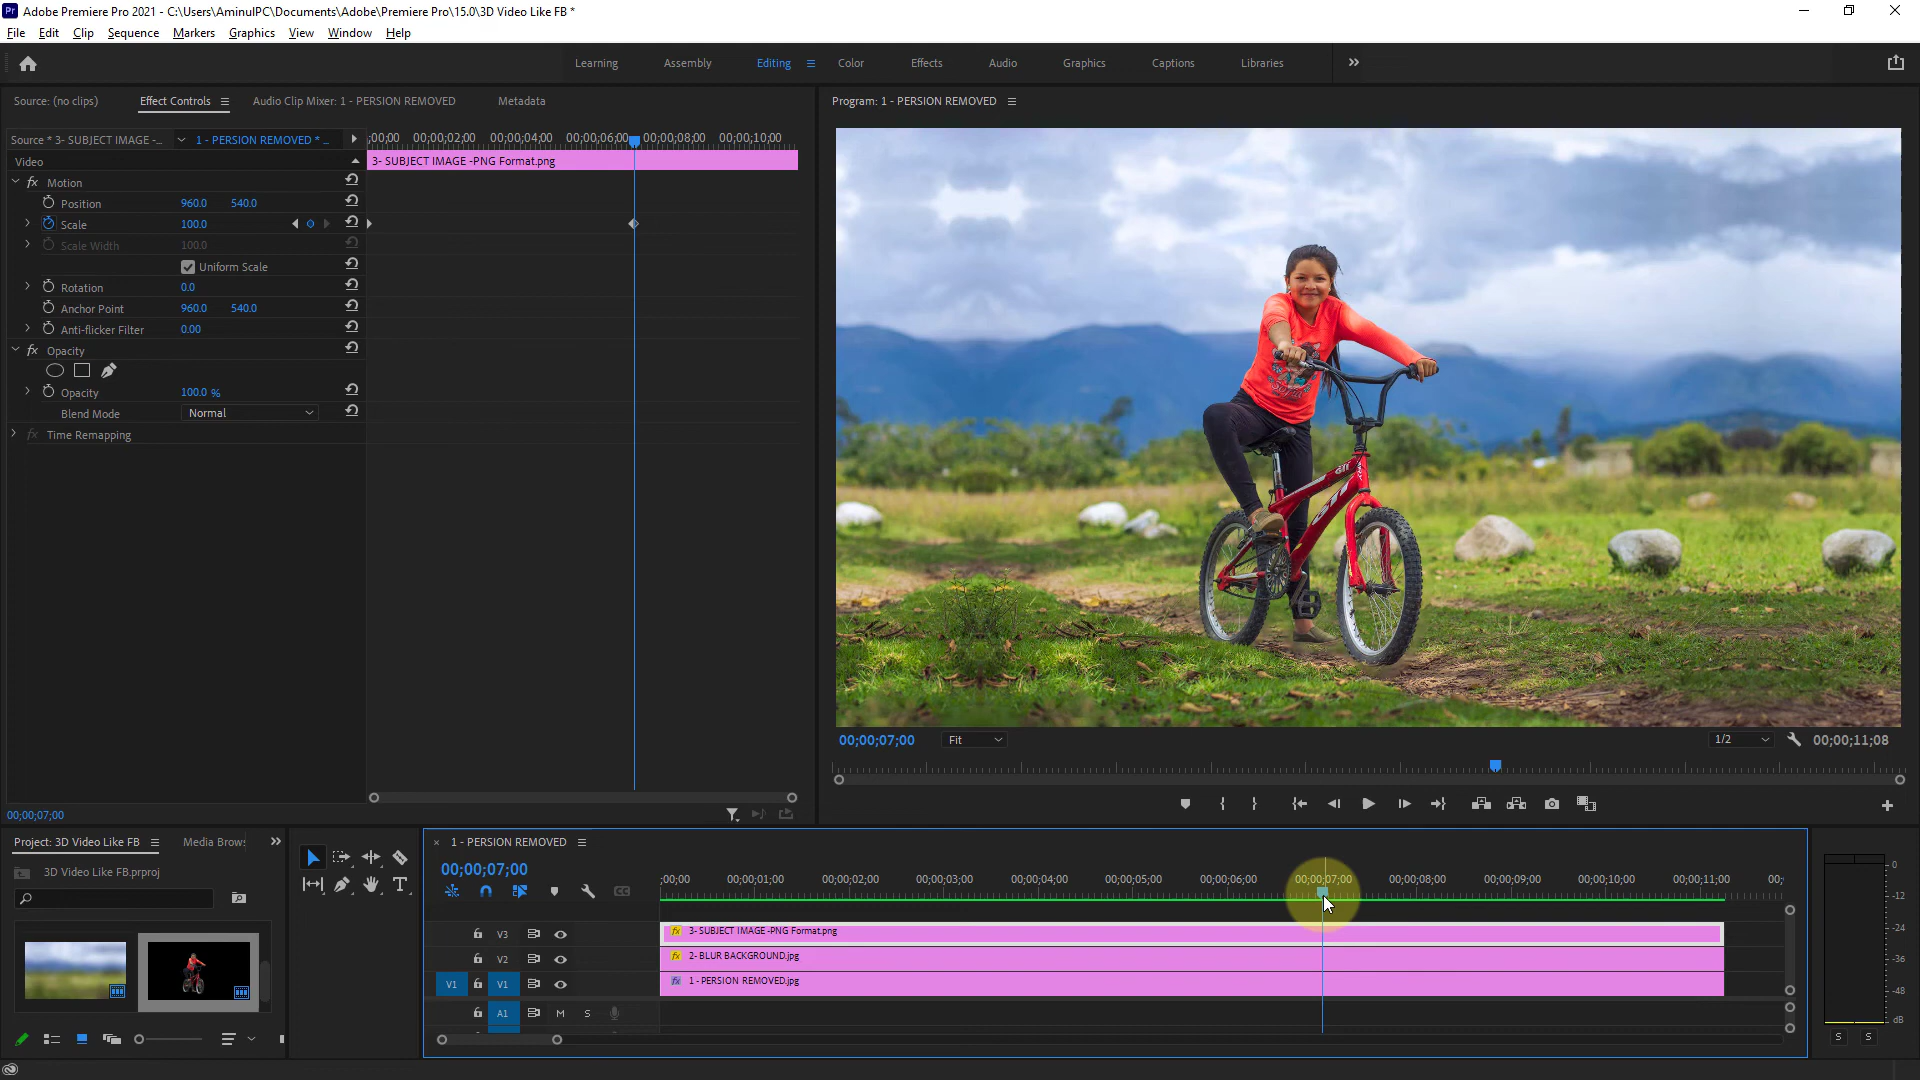 Pr Adobe Premiere Pro 2021 - C:\Users\AminulPC\Documents\Adobe\Premiere Pro\15.0\3D Video Like FB *
File Edit Clip Sequence Markers Graphics View Window Help
Learning Assembly Editing Color Effects Audio Graphics Captions Libraries
Source: (no clips) Effect Controls Audio Clip Mixer: 1 - PERSION REMOVED Metadata
Program: 1 - PERSION REMOVED
Source * 3- SUBJECT IMAGE -... 1 - PERSION REMOVED * ...
;00;00 00;00;02;00 00;00;04;00 00;00;06;00 00;00;08;00 00;00;10;00
Video
3- SUBJECT IMAGE -PNG Format.png
fx Motion
Position 960.0 540.0
Scale 100.0
Scale Width 100.0
Uniform Scale
Rotation 0.0
Anchor Point 960.0 540.0
Anti-flicker Filter 0.00
fx Opacity
Opacity 100.0 %
Blend Mode Normal
fx Time Remapping
00;00;07;00 Fit 1/2 00;00;11;08
00;00;07;00
Project: 3D Video Like FB Media Brows
3D Video Like FB.prproj
× 1 - PERSION REMOVED
00;00;07;00
;00;00 00;00;01;00 00;00;02;00 00;00;03;00 00;00;04;00 00;00;05;00 00;00;06;00 00;00;07;00 00;00;08;00 00;00;09;00 00;00;10;00 00;00;11;00 00;
V3 fx 3- SUBJECT IMAGE -PNG Format.png
V2 fx 2- BLUR BACKGROUND.jpg
V1 V1 fx 1 - PERSION REMOVED.jpg
A1 M S
0
-12
-24
-36
-48
dB
S S